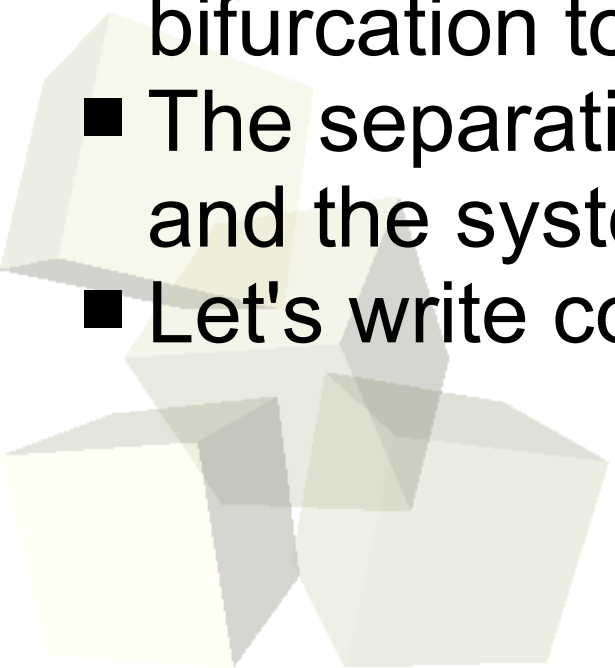 bifurcation to
■ The separati
and the syst
■ Let's write co